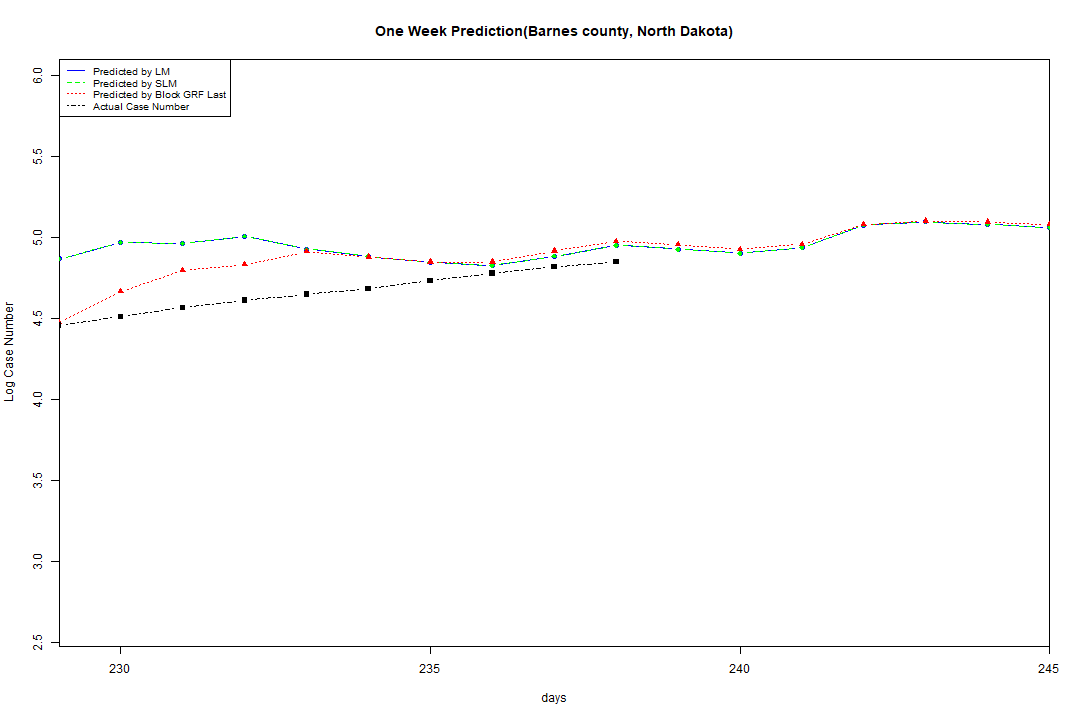 One Week Prediction(Barnes county, North Dakota)
Predicted by LM
Predicted by SLM
Predicted by Block GRF Last
Actual Case Number
6.0
5.5
5.0
4.5
4.0
3.5
3.0
2.5
Log Case Number
230
235
240
245
days